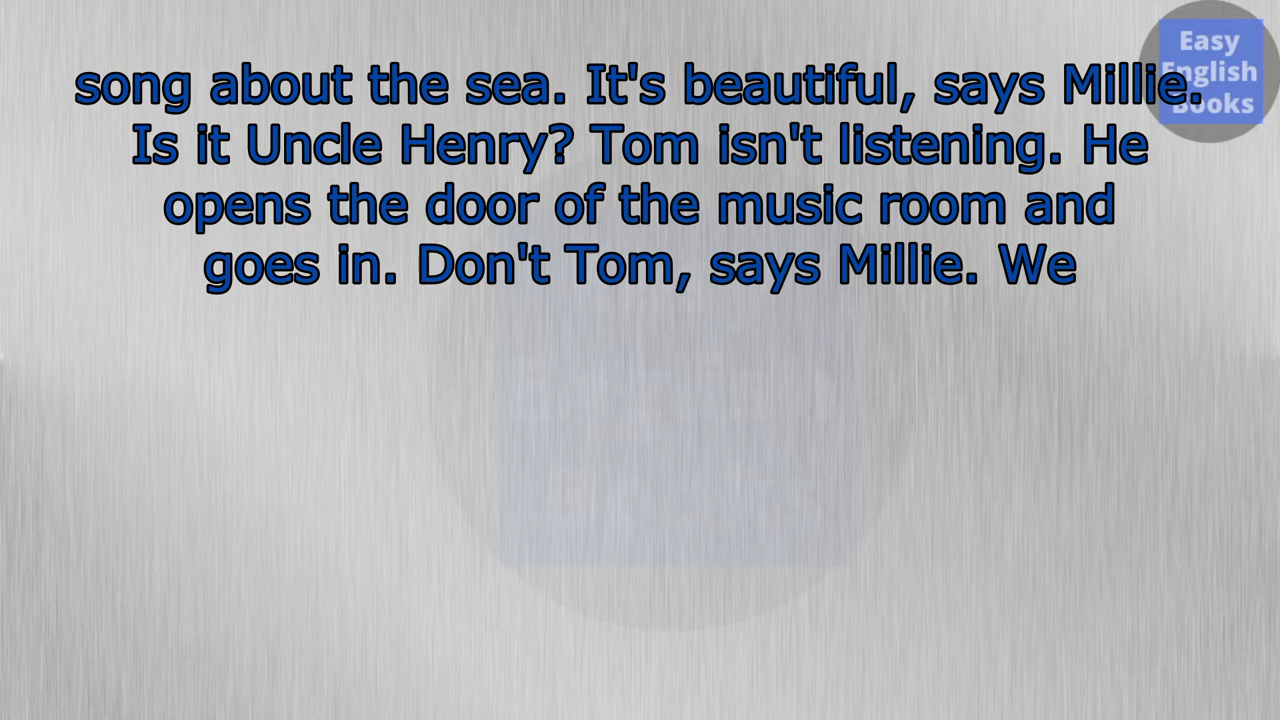 song about the sea. It's beautiful, says Millie.
Is it Uncle Henry? Tom isn't listening. He
opens the door of the music room and
goes in. Don't Tom, says Millie. We
Easy
English
Books